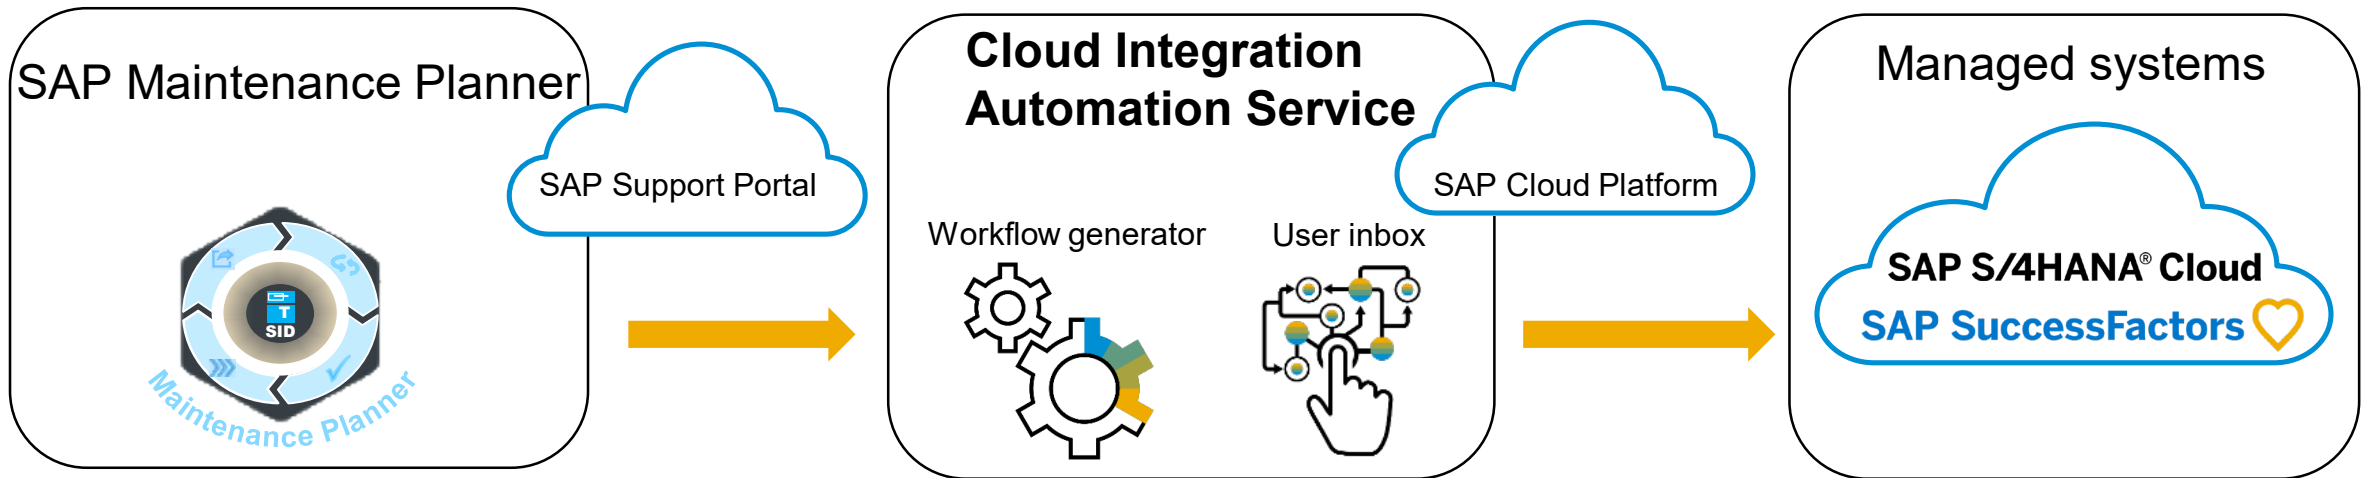 SAP Maintenance Planner
SAP Support Portal
T
SID
Maintenance Planner
Cloud Integration
Automation Service
SAP Cloud Platform
Workflow generator
User inbox
Managed systems
SAP S/4HANA® Cloud
SAP SuccessFactors